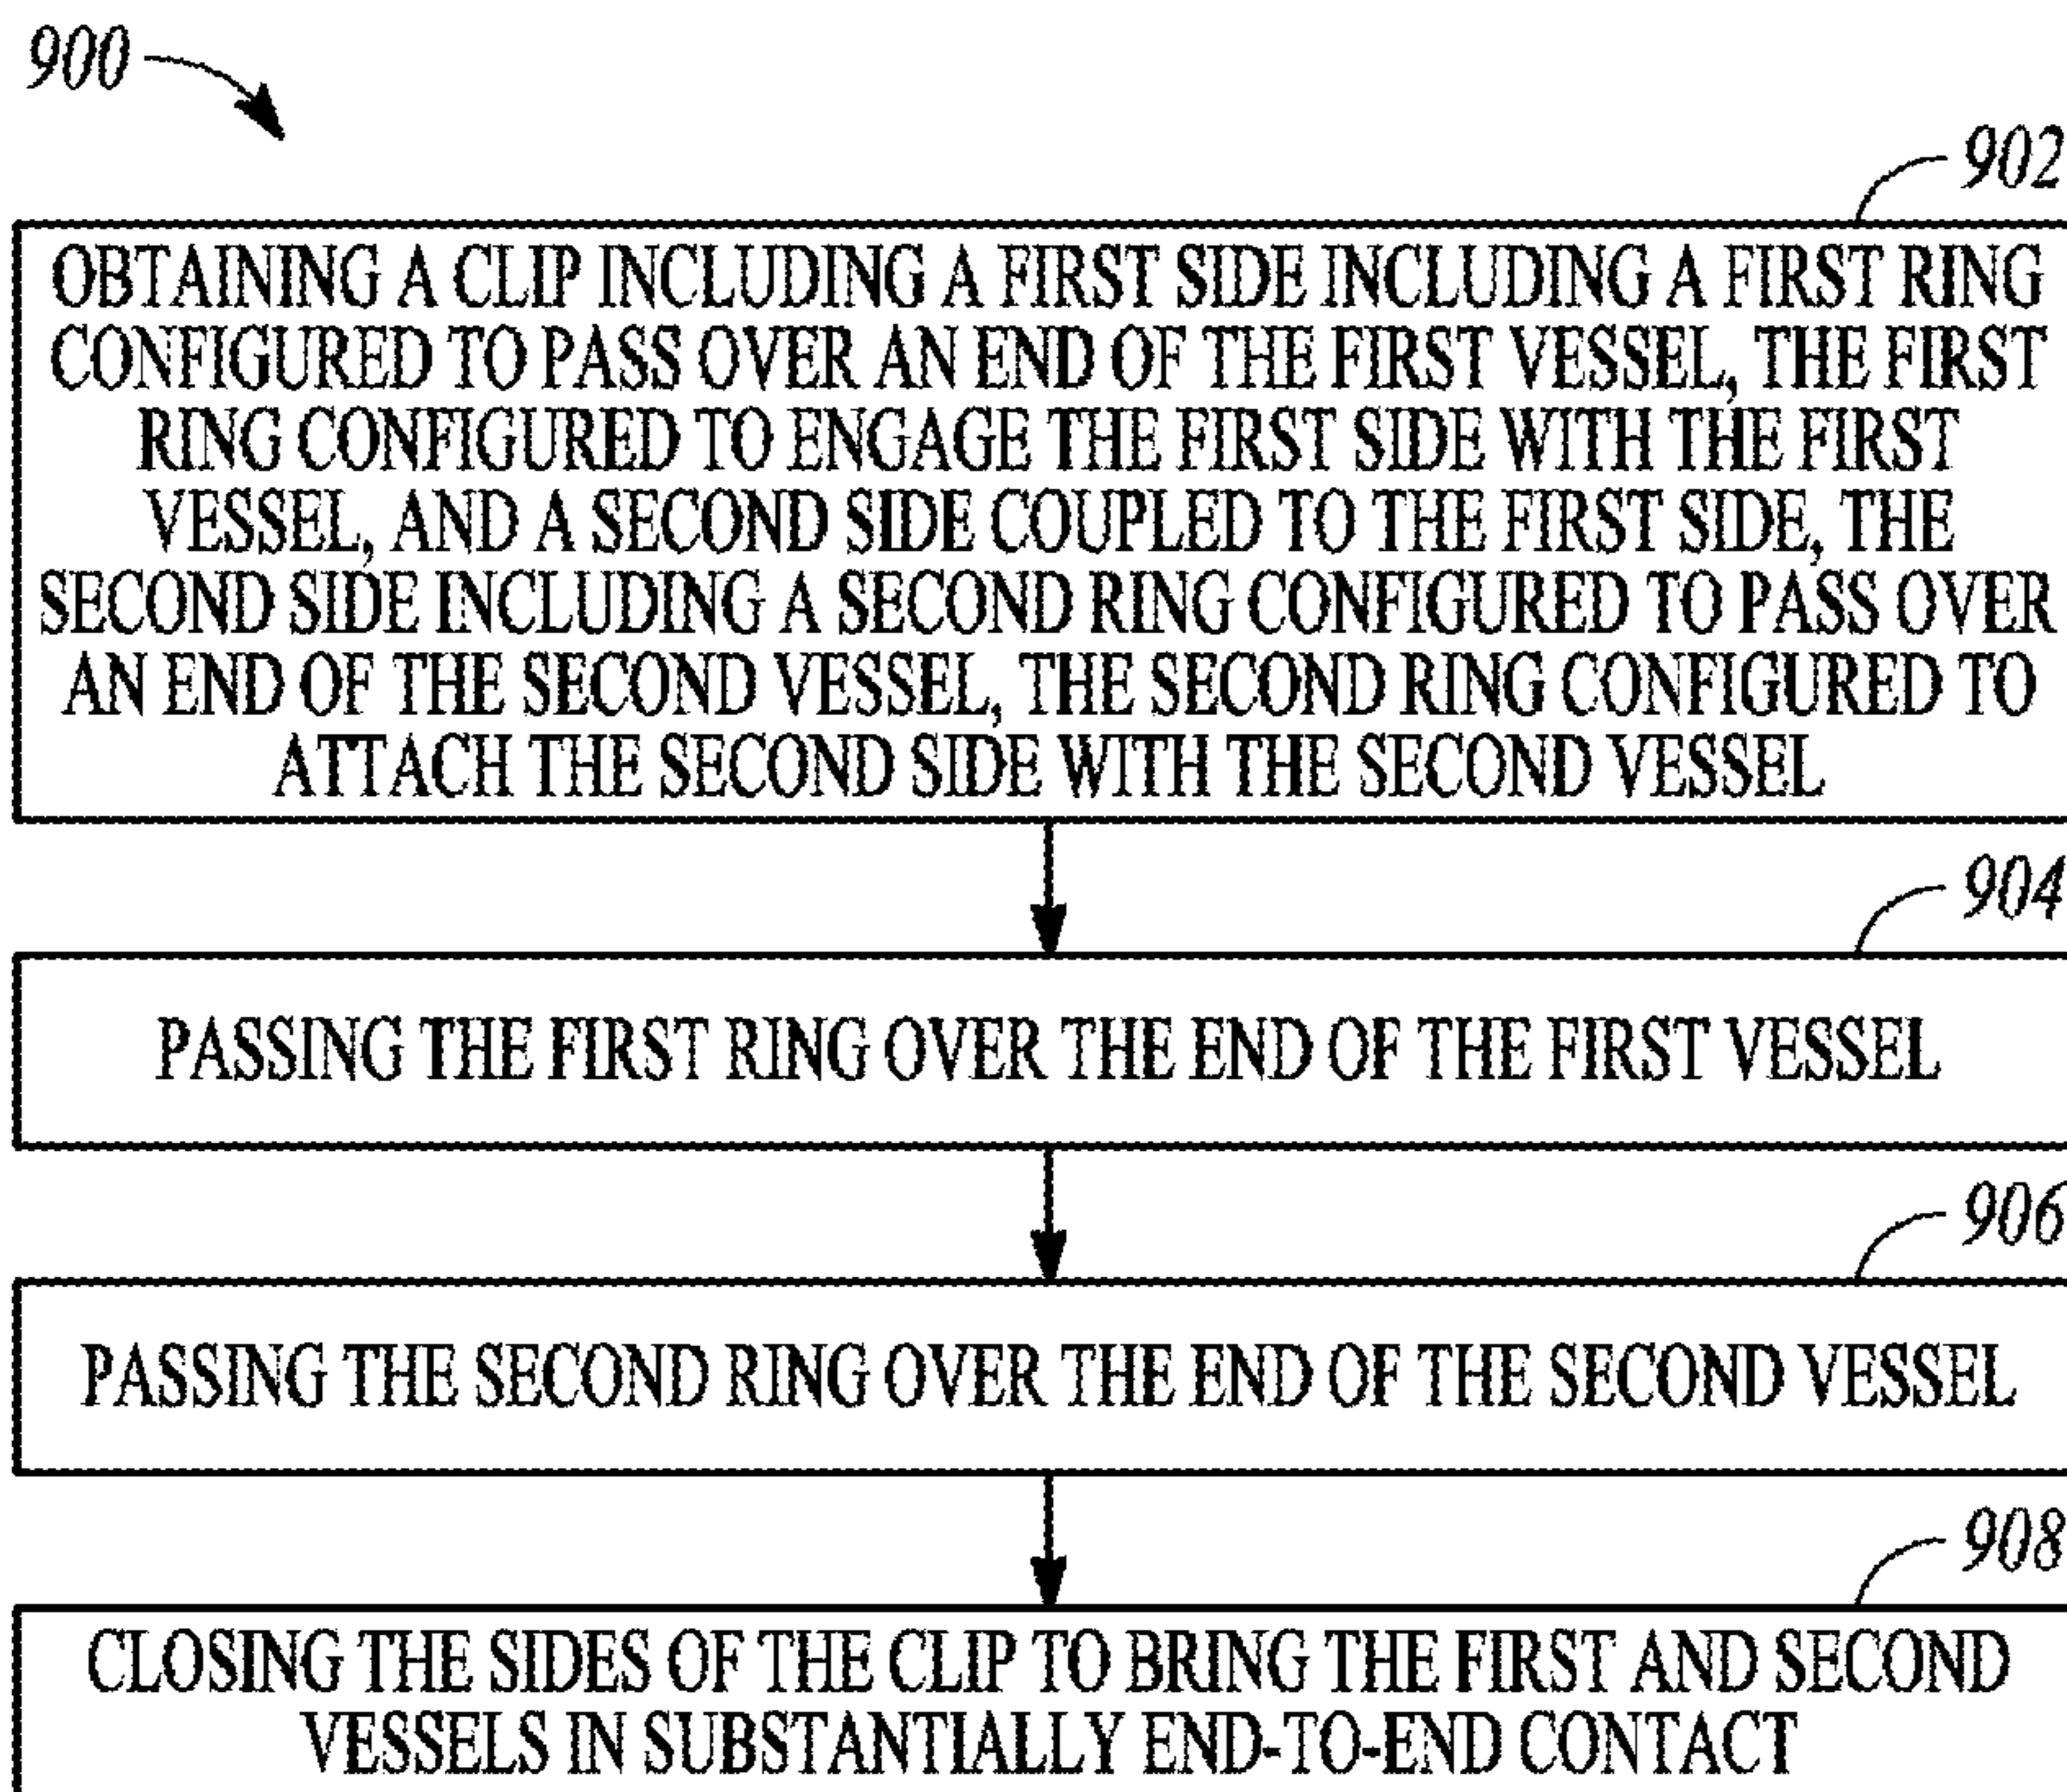 900
902
OBTAINING A CLIP INCLUDING A FIRST SIDE INCLUDING A FIRST RING
CONFIGURED TO PASS OVER AN END OF THE FIRST VESSEL, THE FIRST
RING CONFIGURED TO ENGAGE THE FIRST SIDE WITH THE FIRST
VESSEL, AND A SECOND SIDE COUPLED TO THE FIRST SIDE, THE
SECOND SIDE INCLUDING A SECOND RING CONFIGURED TO PASS OVER
AN END OF THE SECOND VESSEL, THE SECOND RING CONFIGURED TO
ATTACH THE SECOND SIDE WITH THE SECOND VESSEL
904
PASSING THE FIRST RING OVER THE END OF THE FIRST VESSEL
906
PASSING THE SECOND RING OVER THE END OF THE SECOND VESSEL
908
CLOSING THE SIDES OF THE CLIP TO BRING THE FIRST AND SECOND
VESSELS IN SUBSTANTIALLY END-TO-END CONTACT